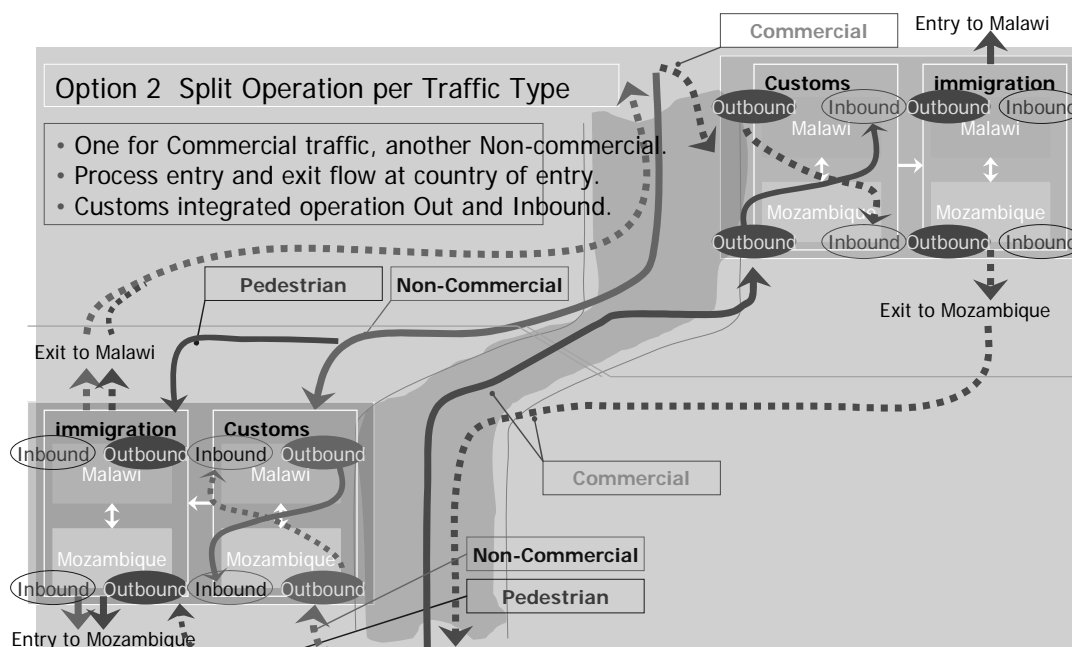 Commercial
Entry to Malawi
Option 2 Split Operation per Traffic Type
• One for Commercial traffic, another Non-commercial.
• Process entry and exit flow at country of entry.
• Customs integrated operation Out and Inbound.
Customs
immigration
Outbound
Inbound
Outbound
Inbound
Malawi
Malawi
Mozambique
Mozambique
Outbound
Inbound
Outbound
Inbound
Pedestrian
Non-Commercial
Exit to Mozambique
Exit to Malawi
immigration
Customs
Inbound
Outbound
Inbound
Outbound
Malawi
Malawi
Commercial
Mozambique
Mozambique
Non-Commercial
Inbound
Outbound
Inbound
Outbound
Pedestrian
Entry to Mozambique